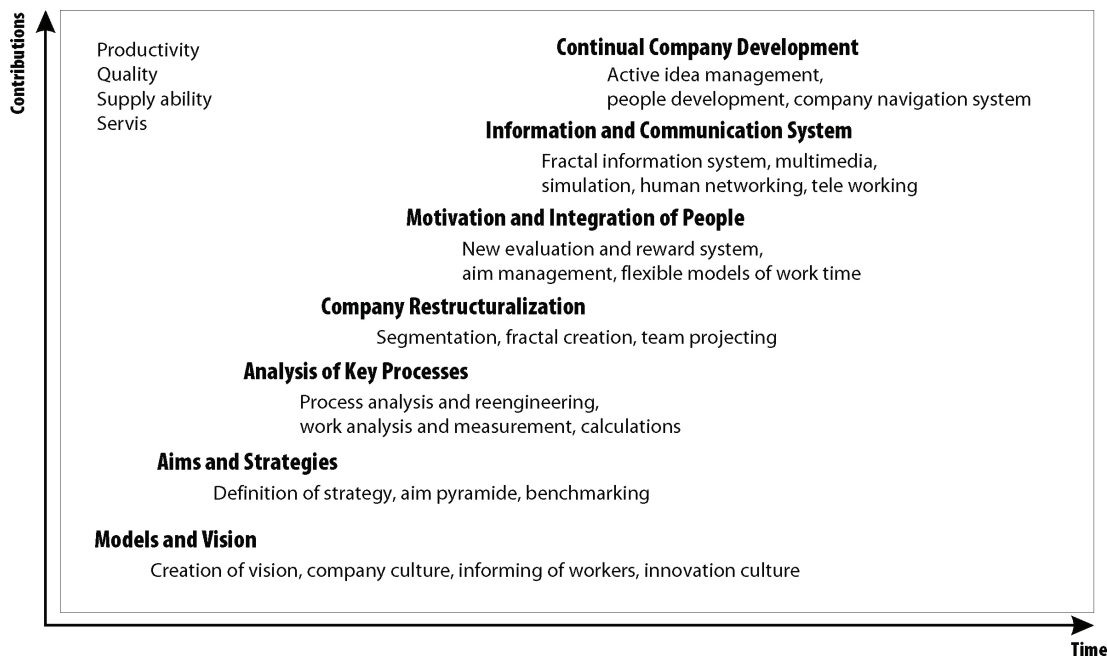 Contributions
Productivity
Quality
Supply ability
Servis
Continual Company Development
Active idea management,
people development, company navigation system
Information and Communication System
Fractal information system, multimedia,
simulation, human networking, tele working
Motivation and Integration of People
New evaluation and reward system,
aim management, flexible models of work time
Company Restructuralization
Segmentation, fractal creation, team projecting
Analysis of Key Processes
Process analysis and reengineering,
work analysis and measurement, calculations
Aims and Strategies
Definition of strategy, aim pyramide, benchmarking
Models and Vision
Creation of vision, company culture, informing of workers, innovation culture
Time